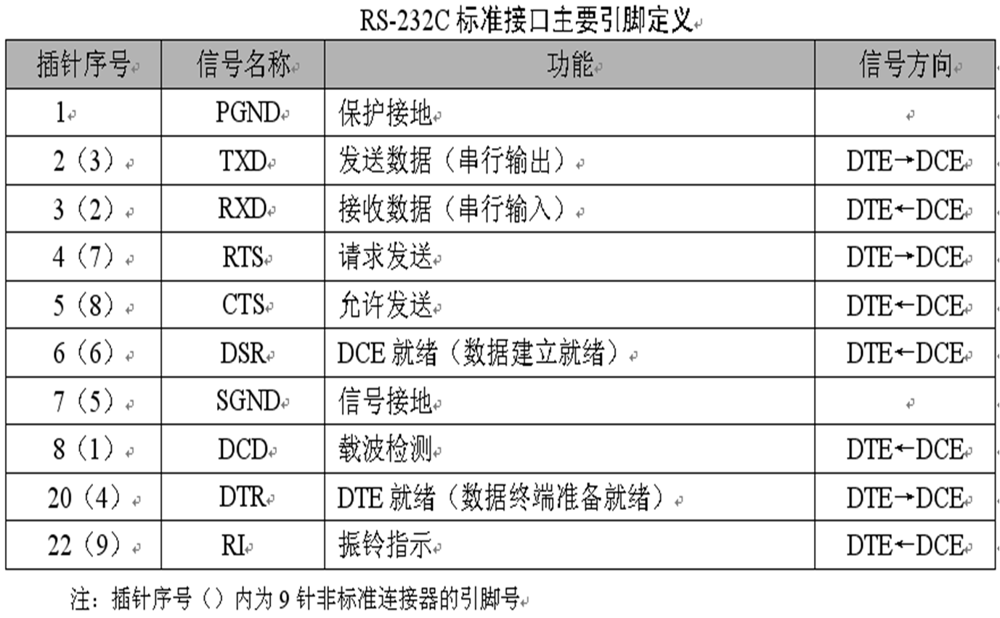 RS-232C 标准接口主要引脚定义
插针序号 信号名称 功能 信号方向
1 PGND 保护接地
2（3） TXD 发送数据（串行输出） DTE→DCE
3（2） RXD 接收数据（串行输入） DTE←DCE
4（7） RTS 请求发送 DTE→DCE
5（8） CTS 允许发送 DTE←DCE
6（6） DSR DCE 就绪（数据建立就绪） DTE←DCE
7（5） SGND 信号接地
8（1） DCD 载波检测 DTE←DCE
20（4） DTR DTE 就绪（数据终端准备就绪） DTE→DCE
22（9） RI 振铃指示 DTE←DCE
注：插针序号（）内为 9 针非标准连接器的引脚号